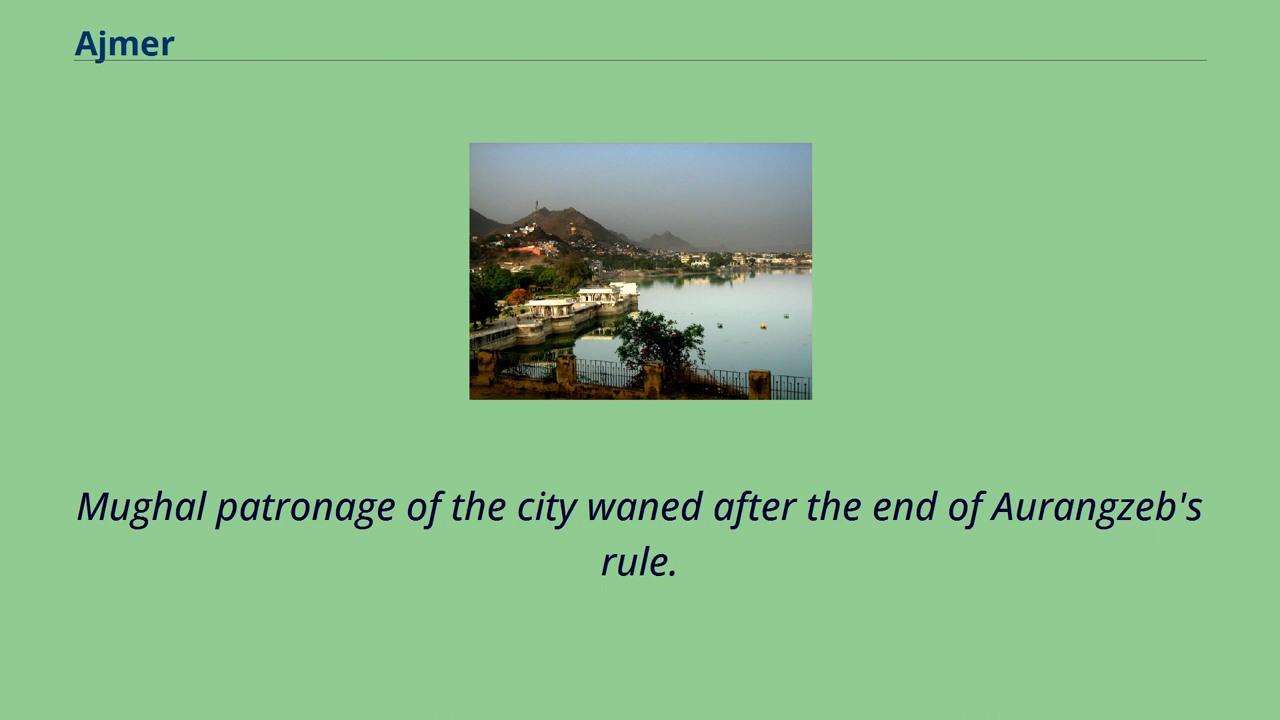 Ajmer
Mughal patronage of the city waned after the end of Aurangzeb's
rule.